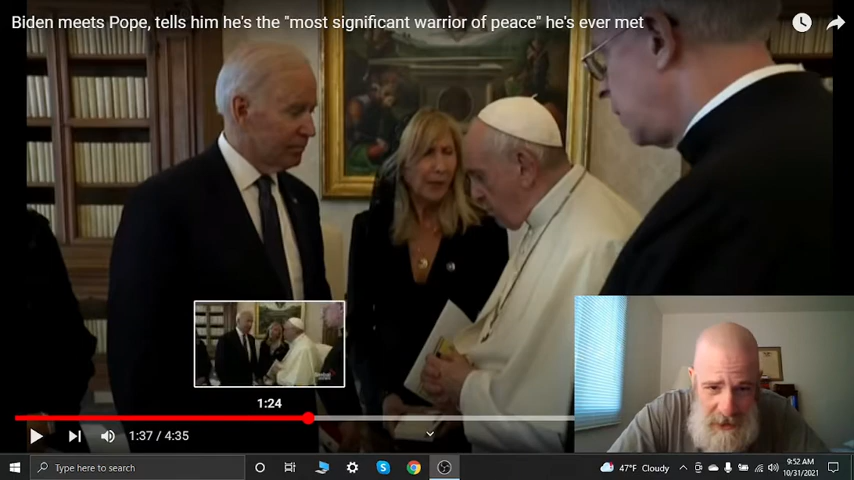 Biden meets Pope, tells him he's the "most significant warrior of peace" he's ever met
1:24
1:37 / 4:35
Type here to search
47°F Cloudy
9:52 AM
10/31/2021